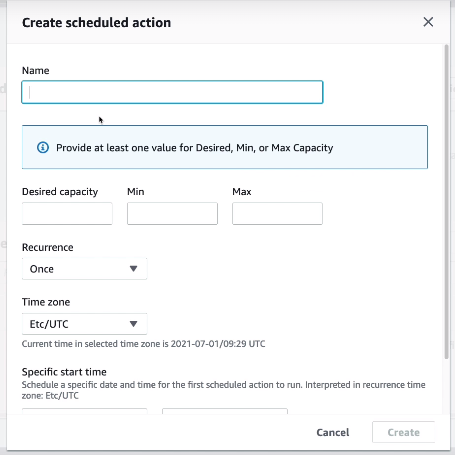 Create scheduled action
Name
Provide at least one value for Desired, Min, or Max Capacity
Desired capacity Min Max
Recurrence
Once
Time zone
Etc/UTC
Current time in selected time zone is 2021-07-01/09:29 UTC
Specific start time
Schedule a specific date and time for the first scheduled action to run. Interpreted in recurrence time
zone: Etc/UTC
Cancel Create